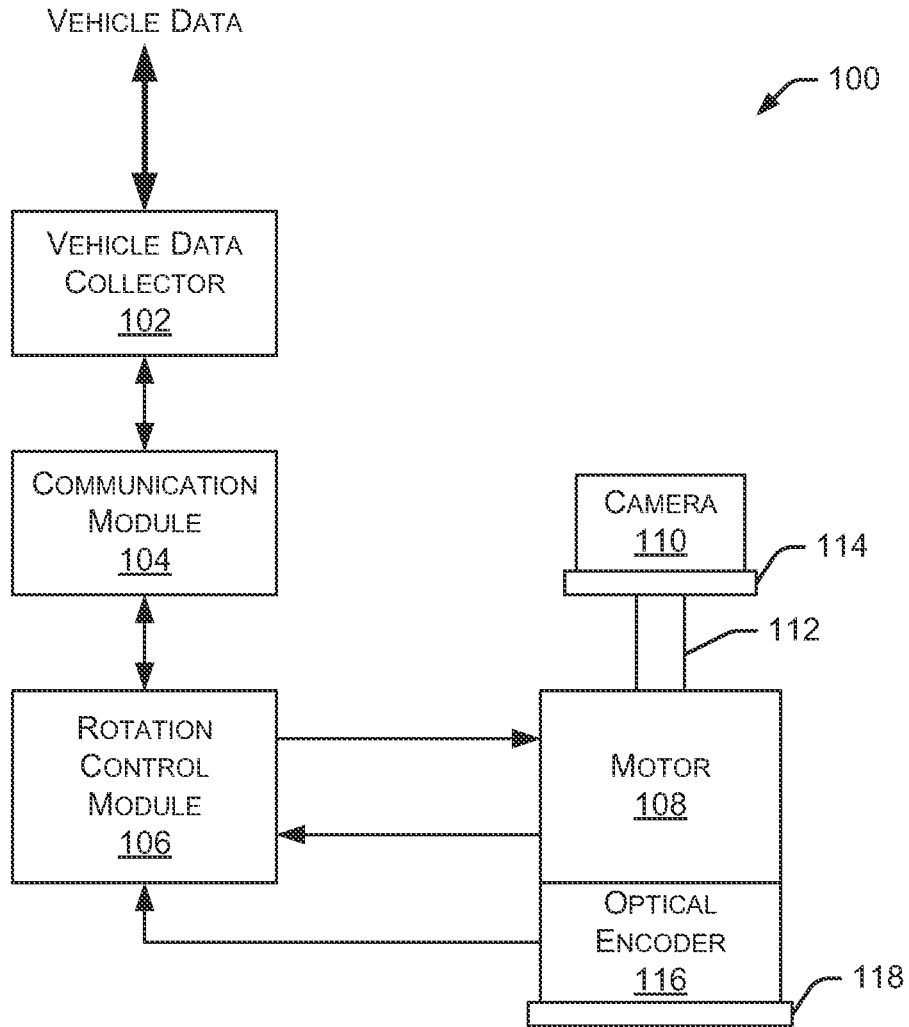 VEHICLE DATA
100
VEHICLE DATA
COLLECTOR
102
COMMUNICATION
MODULE
104
CAMERA
110
114
112
ROTATION
CONTROL
MODULE
106
MOTOR
108
OPTICAL
ENCODER
116
118